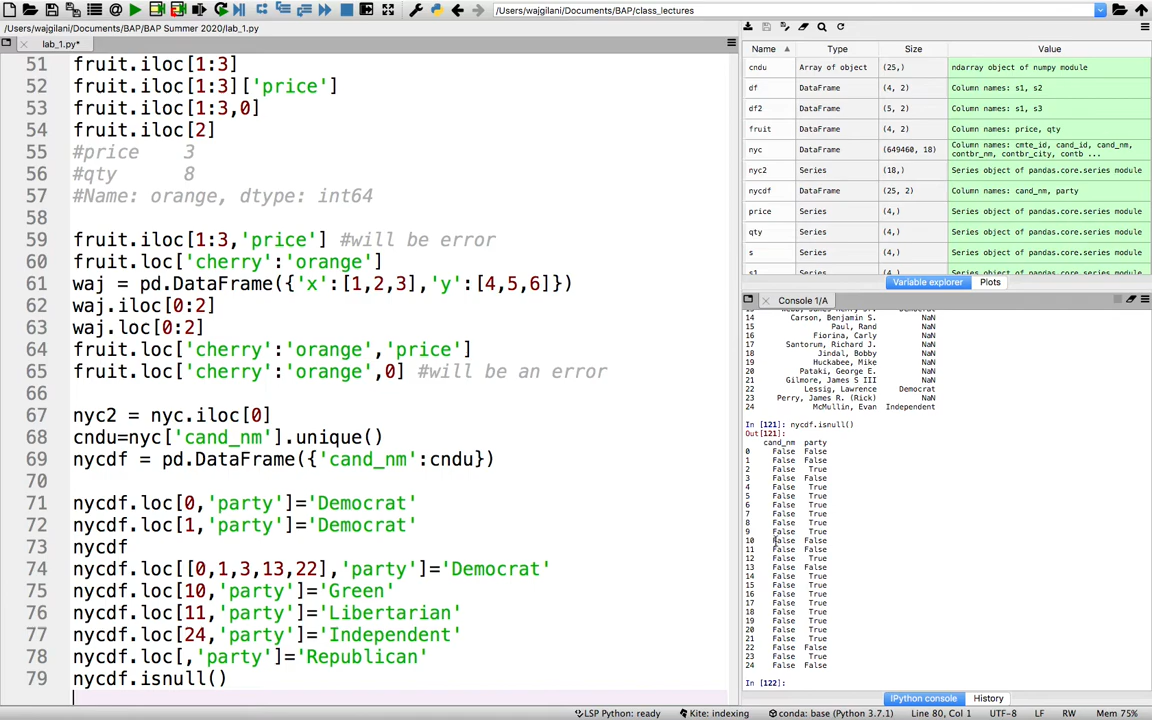 /Users/wajgilani/Documents/BAP/class_lectures
/Users/wajgilani/Documents/BAP/BAP Summer 2020/lab_1.py
lab_1.py*
51 fruit.iloc[1:3]
52 fruit.iloc[1:3]['price']
53 fruit.iloc[1:3,0]
54 fruit.iloc[2]
55 #price    3
56 #qty      8
57 #Name: orange, dtype: int64
58
59 fruit.iloc[1:3,'price'] #will be error
60 fruit.loc['cherry':'orange']
61 waj = pd.DataFrame({'x':[1,2,3],'y':[4,5,6]})
62 waj.iloc[0:2]
63 waj.loc[0:2]
64 fruit.loc['cherry':'orange','price']
65 fruit.loc['cherry':'orange',0] #will be an error
66
67 nyc2 = nyc.iloc[0]
68 cndu=nyc['cand_nm'].unique()
69 nycdf = pd.DataFrame({'cand_nm':cndu})
70
71 nycdf.loc[0,'party']='Democrat'
72 nycdf.loc[1,'party']='Democrat'
73 nycdf
74 nycdf.loc[[0,1,3,13,22],'party']='Democrat'
75 nycdf.loc[10,'party']='Green'
76 nycdf.loc[11,'party']='Libertarian'
77 nycdf.loc[24,'party']='Independent'
78 nycdf.loc[,'party']='Republican'
79 nycdf.isnull()
Name Type Size Value
cndu Array of object (25,) ndarray object of numpy module
df DataFrame (4, 2) Column names: s1, s2
df2 DataFrame (5, 2) Column names: s1, s3
fruit DataFrame (4, 2) Column names: price, qty
nyc DataFrame (649460, 18) Column names: cmte_id, cand_id, cand_nm,
contbr_nm, contbr_city, contb ...
nyc2 Series (18,) Series object of pandas.core.series module
nycdf DataFrame (25, 2) Column names: cand_nm, party
price Series (4,) Series object of pandas.core.series module
qty Series (4,) Series object of pandas.core.series module
s Series (4,) Series object of pandas.core.series module
Variable explorer Plots
Console 1/A
14 Carson, Benjamin S. NaN
15 Paul, Rand NaN
16 Fiorina, Carly NaN
17 Santorum, Richard J. NaN
18 Jindal, Bobby NaN
19 Huckabee, Mike NaN
20 Pataki, George E. NaN
21 Gilmore, James S III NaN
22 Lessig, Lawrence Democrat
23 Perry, James R. (Rick) NaN
24 McMullin, Evan Independent
In [121]: nycdf.isnull()
Out[121]:
cand_nm party
0 False False
1 False False
2 False True
3 False False
4 False True
5 False True
6 False True
7 False True
8 False True
9 False True
10 False False
11 False False
12 False True
13 False False
14 False True
15 False True
16 False True
17 False True
18 False True
19 False True
20 False True
21 False True
22 False False
23 False True
24 False False
In [122]:
IPython console History
LSP Python: ready Kite: indexing conda: base (Python 3.7.1) Line 80, Col 1 UTF-8 LF RW Mem 75%